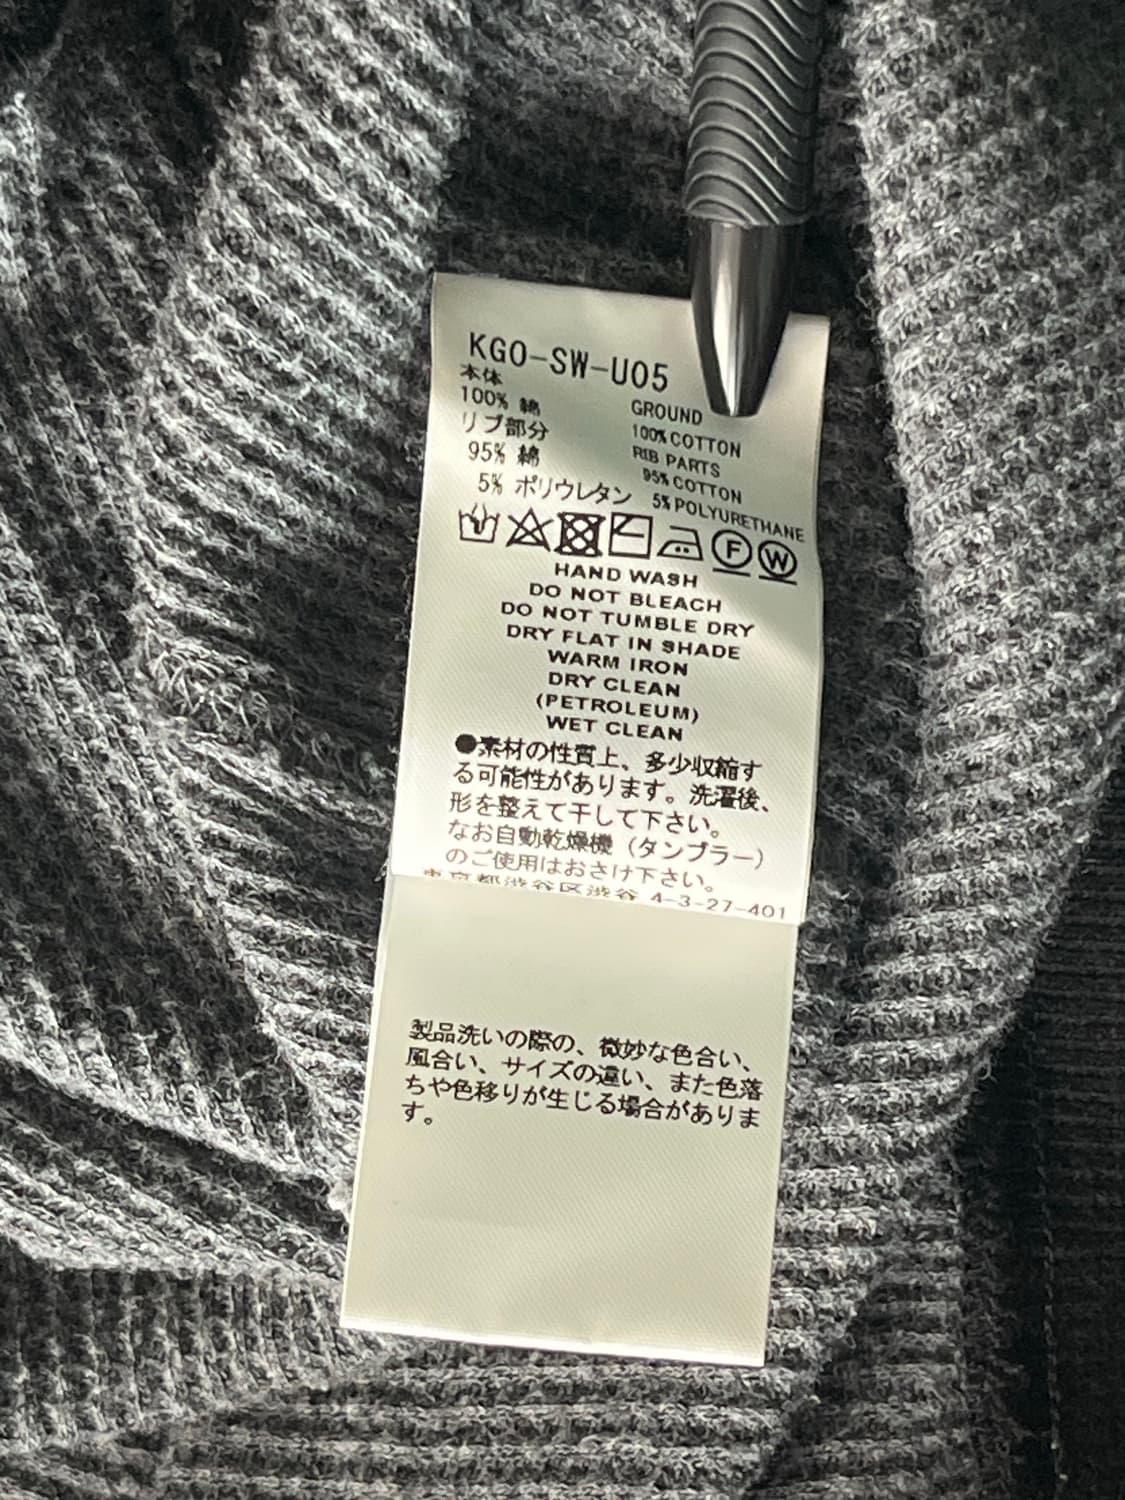 KGO-SW-U05
本体
100% 綿
リブ部分
95% 綿
5% ポリウレタン
GROUND
100% COTTON
RIB PARTS
95% COTTON
5% POLYURETHANE
F W
HAND WASH
DO NOT BLEACH
DO NOT TUMBLE DRY
DRY FLAT IN SHADE
WARM IRON
DRY CLEAN
(PETROLEUM)
WET CLEAN
●素材の性質上、多少収縮す
る可能性があります。洗濯後、
形を整えて干して下さい。
なお自動乾燥機（タンブラー）
のご使用はおさけ下さい。
東京都渋谷区渋谷 4-3-27-401
製品洗いの際の、微妙な色合い、
風合い、サイズの違い、また色落
ちや色移りが生じる場合がありま
す。